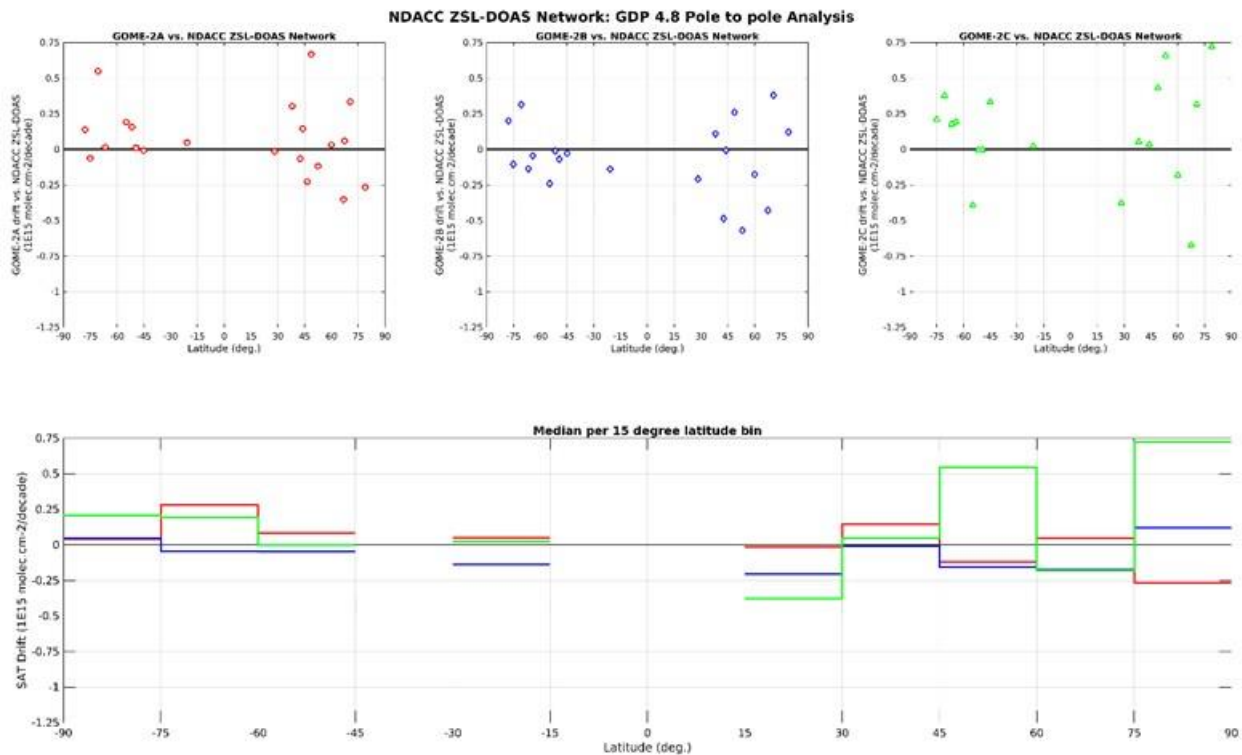 NDACC ZSL-DOAS Network: GDP 4.8 Pole to pole Analysis
GOME-2A vs. NDACC ZSL-DOAS Network
GOME-2A drift vs. NDACC ZSL-DOAS
(1E15 molec.cm-2/decade)
0.75
0.5
0.25
0
-0.25
-0.5
-0.75
-1
-1.25
-90 -75 -60 -45 -30 -15 0 15 30 45 60 75 90
Latitude (deg.)
GOME-2B vs. NDACC ZSL-DOAS Network
GOME-2B drift vs. NDACC ZSL-DOAS
(1E15 molec.cm-2/decade)
0.75
0.5
0.25
0
-0.25
-0.5
-0.75
-1
-1.25
-90 -75 -60 -45 -30 -15 0 15 30 45 60 75 90
Latitude (deg.)
GOME-2C vs. NDACC ZSL-DOAS Network
GOME-2C drift vs. NDACC ZSL-DOAS
(1E15 molec.cm-2/decade)
0.75
0.5
0.25
0
-0.25
-0.5
-0.75
-1
-1.25
-90 -75 -60 -45 -30 -15 0 15 30 45 60 75 90
Latitude (deg.)
Median per 15 degree latitude bin
SAT Drift (1E15 molec.cm-2/decade)
0.75
0.5
0.25
0
-0.25
-0.5
-0.75
-1
-1.25
-90 -75 -60 -45 -30 -15 0 15 30 45 60 75 90
Latitude (deg.)